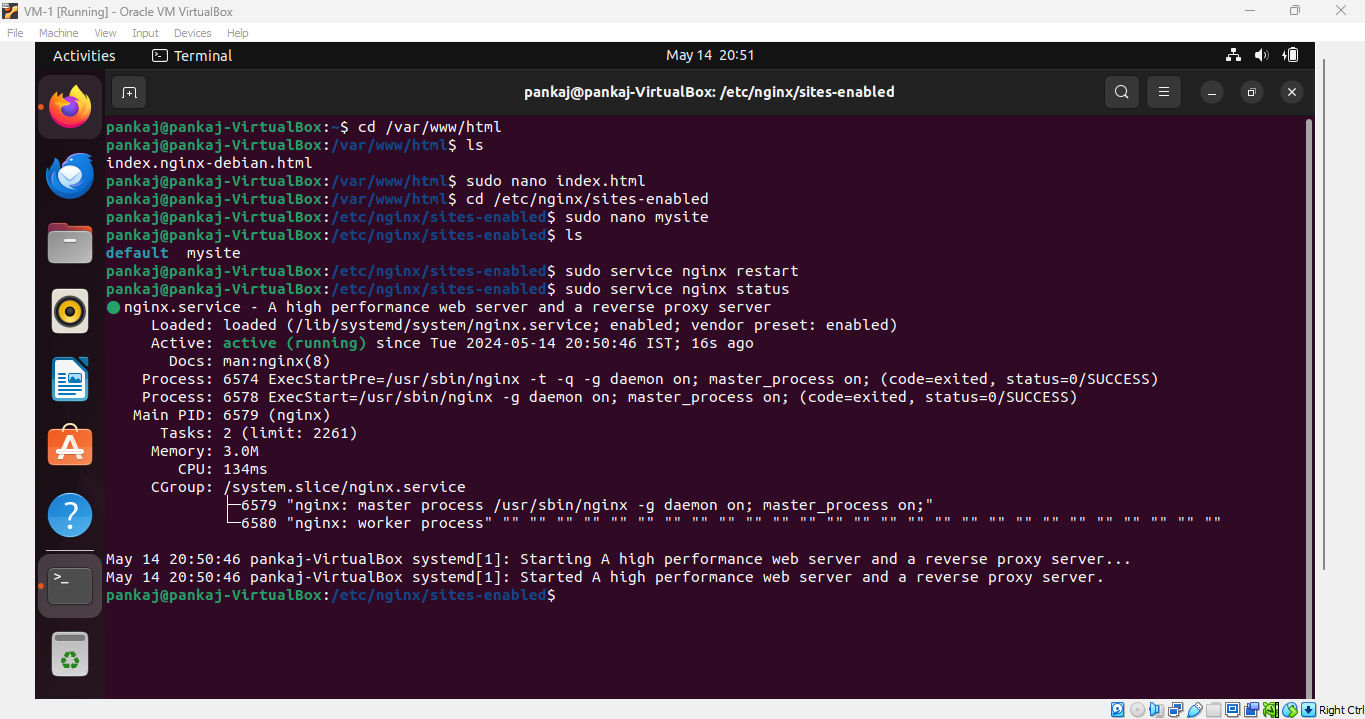 VM-1 [Running] - Oracle VM VirtualBox
File Machine View Input Devices Help
Activities Terminal May 14 20:51
pankaj@pankaj-VirtualBox: /etc/nginx/sites-enabled
pankaj@pankaj-VirtualBox:~$ cd /var/www/html
pankaj@pankaj-VirtualBox:/var/www/html$ ls
index.nginx-debian.html
pankaj@pankaj-VirtualBox:/var/www/html$ sudo nano index.html
pankaj@pankaj-VirtualBox:/var/www/html$ cd /etc/nginx/sites-enabled
pankaj@pankaj-VirtualBox:/etc/nginx/sites-enabled$ sudo nano mysite
pankaj@pankaj-VirtualBox:/etc/nginx/sites-enabled$ ls
default mysite
pankaj@pankaj-VirtualBox:/etc/nginx/sites-enabled$ sudo service nginx restart
pankaj@pankaj-VirtualBox:/etc/nginx/sites-enabled$ sudo service nginx status
● nginx.service - A high performance web server and a reverse proxy server
Loaded: loaded (/lib/systemd/system/nginx.service; enabled; vendor preset: enabled)
Active: active (running) since Tue 2024-05-14 20:50:46 IST; 16s ago
Docs: man:nginx(8)
Process: 6574 ExecStartPre=/usr/sbin/nginx -t -q -g daemon on; master_process on; (code=exited, status=0/SUCCESS)
Process: 6578 ExecStart=/usr/sbin/nginx -g daemon on; master_process on; (code=exited, status=0/SUCCESS)
Main PID: 6579 (nginx)
Tasks: 2 (limit: 2261)
Memory: 3.0M
CPU: 134ms
CGroup: /system.slice/nginx.service
├─6579 "nginx: master process /usr/sbin/nginx -g daemon on; master_process on;"
└─6580 "nginx: worker process" "" "" "" "" "" "" "" "" "" "" "" "" "" "" "" "" "" "" "" "" "" "" "" "" "" "" ""
May 14 20:50:46 pankaj-VirtualBox systemd[1]: Starting A high performance web server and a reverse proxy server...
May 14 20:50:46 pankaj-VirtualBox systemd[1]: Started A high performance web server and a reverse proxy server.
pankaj@pankaj-VirtualBox:/etc/nginx/sites-enabled$
Right Ctrl